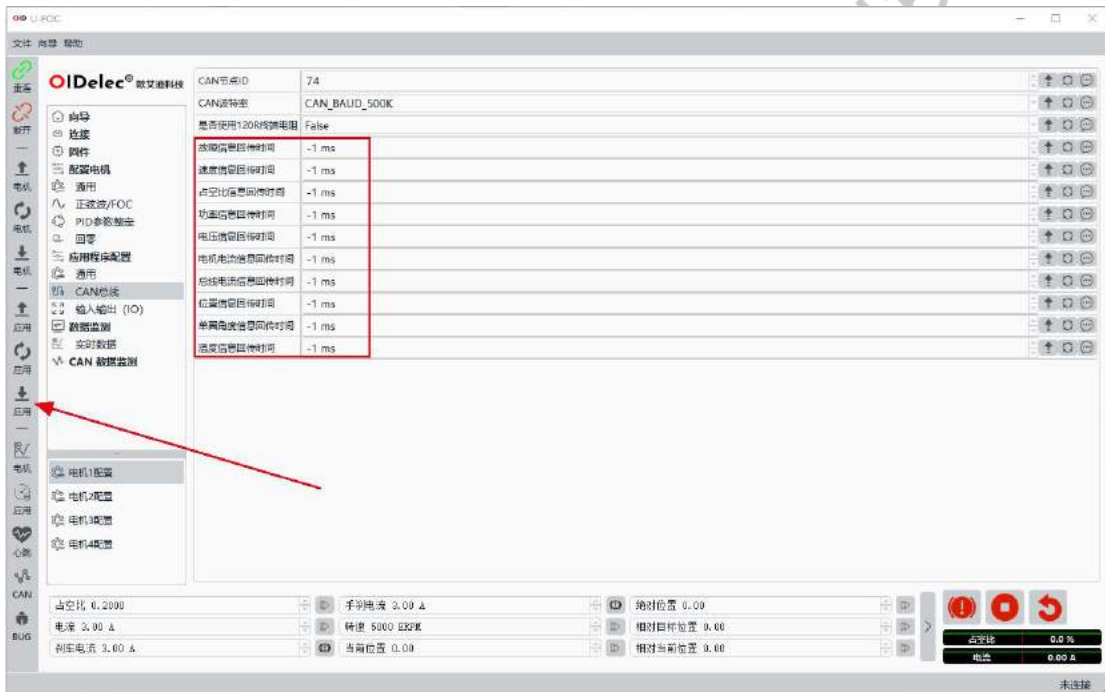 OID U-FOC
文件 向导 帮助
重连
断开
电机
电机
电机
应用
应用
应用
电机
应用
心跳
CAN
BUG
OIDelec® 欧艾迪科技
向导
连接
固件
配置电机
通用
正弦波/FOC
PID参数整定
回零
应用程序配置
通用
CAN总线
输入输出 (IO)
数据监测
实时数据
CAN 数据监测
电机1配置
电机2配置
电机3配置
电机4配置
CAN节点ID 74
CAN波特率 CAN_BAUD_500K
是否使用120R终端电阻 False
故障信息回传时间 -1 ms
速度信息回传时间 -1 ms
占空比信息回传时间 -1 ms
功率信息回传时间 -1 ms
电压信息回传时间 -1 ms
电机电流信息回传时间 -1 ms
总线电流信息回传时间 -1 ms
位置信息回传时间 -1 ms
单圈角度信息回传时间 -1 ms
温度信息回传时间 -1 ms
占空比 0.2000 手刹电流 3.00 A 绝对位置 0.00
电流 3.00 A 转速 5000 ERPM 相对目标位置 0.00
刹车电流 3.00 A 当前位置 0.00 相对当前位置 0.00
占空比 0.0 %
电流 0.00 A
未连接